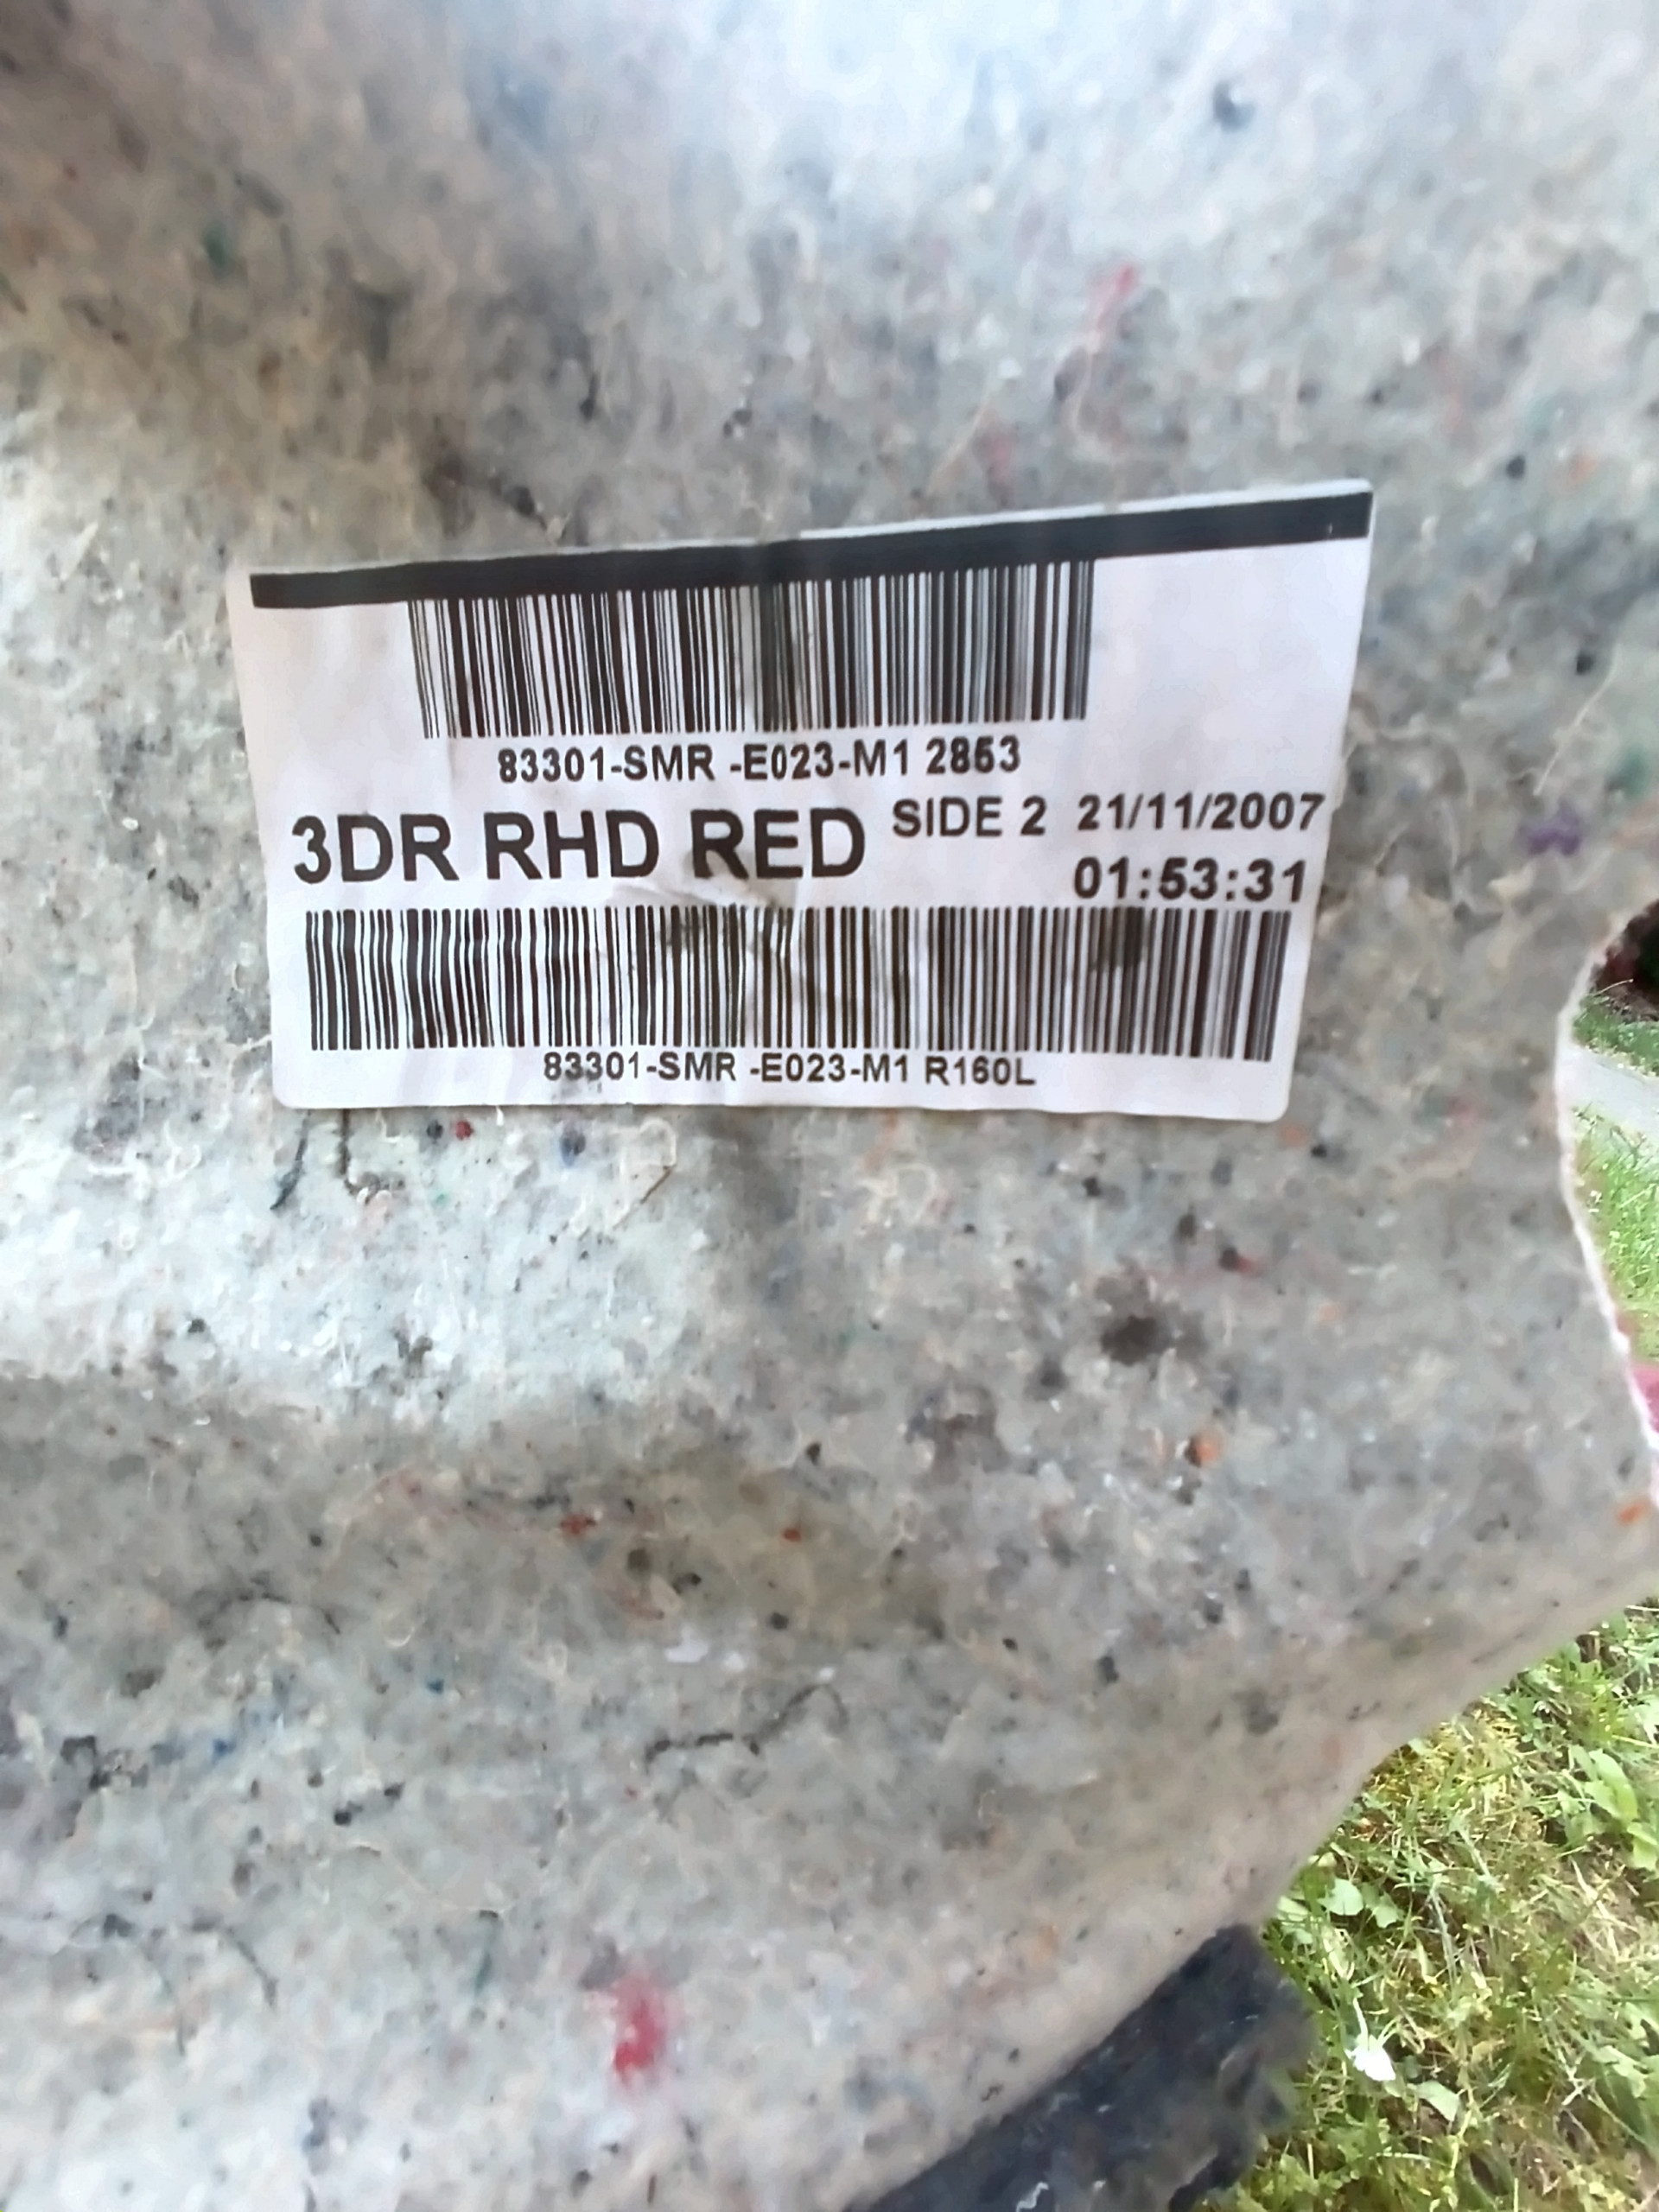 83301-SMR -E023-M1 2853
3DR RHD RED SIDE 2 21/11/2007
01:53:31
83301-SMR -E023-M1 R160L